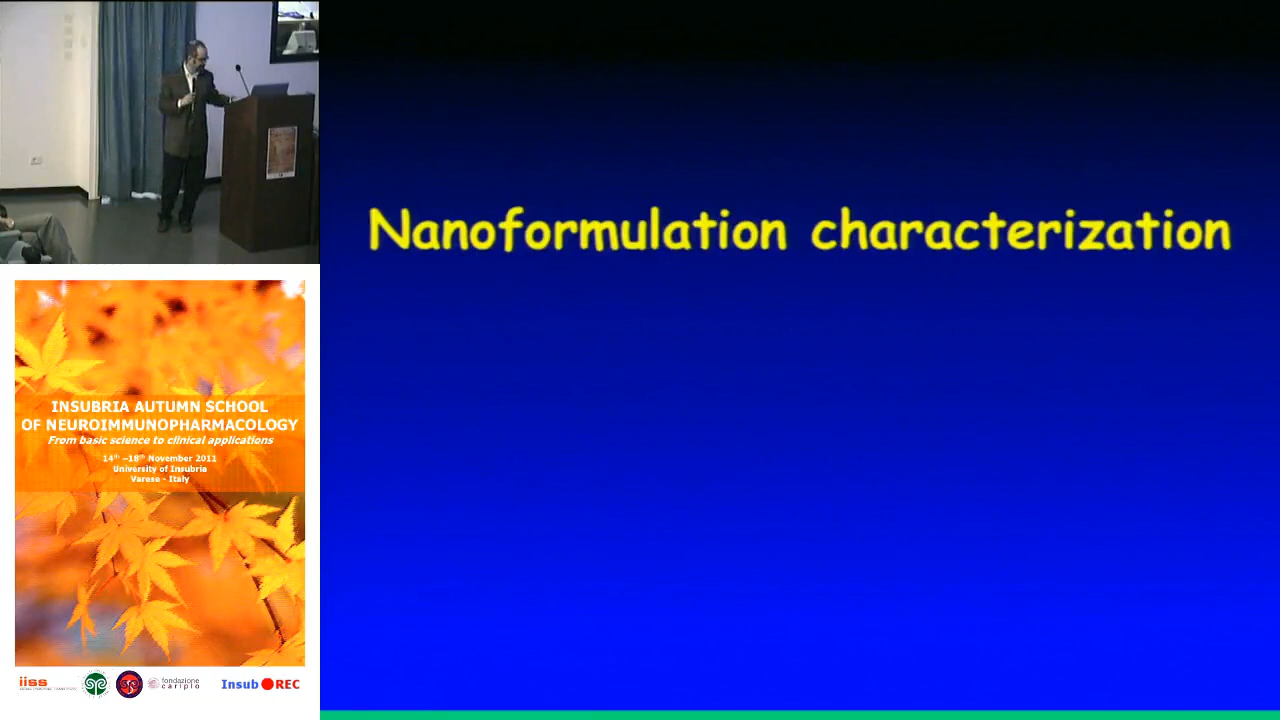 Nanoformulation characterization
INSUBRIA AUTUMN SCHOOL
OF NEUROIMMUNOPHARMACOLOGY
From basic science to clinical applications
14th –18th November 2011
University of Insubria
Varese - Italy
iiss
fondazione
cariplo
Insub REC